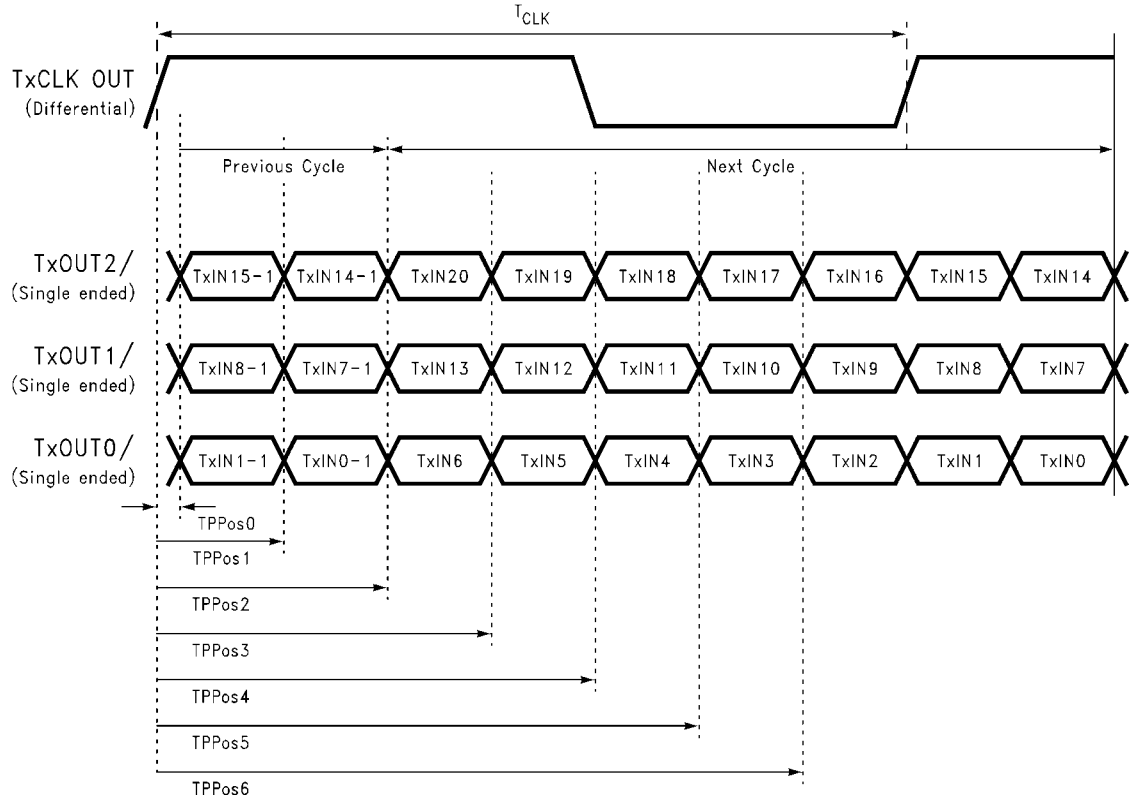 TCLK
TxCLK OUT
(Differential)
Previous Cycle
Next Cycle
TxOUT2/
(Single ended)
TxIN15-1 TxIN14-1 TxIN20 TxIN19 TxIN18 TxIN17 TxIN16 TxIN15 TxIN14
TxOUT1/
(Single ended)
TxIN8-1 TxIN7-1 TxIN13 TxIN12 TxIN11 TxIN10 TxIN9 TxIN8 TxIN7
TxOUT0/
(Single ended)
TxIN1-1 TxIN0-1 TxIN6 TxIN5 TxIN4 TxIN3 TxIN2 TxIN1 TxIN0
TPPos0
TPPos1
TPPos2
TPPos3
TPPos4
TPPos5
TPPos6